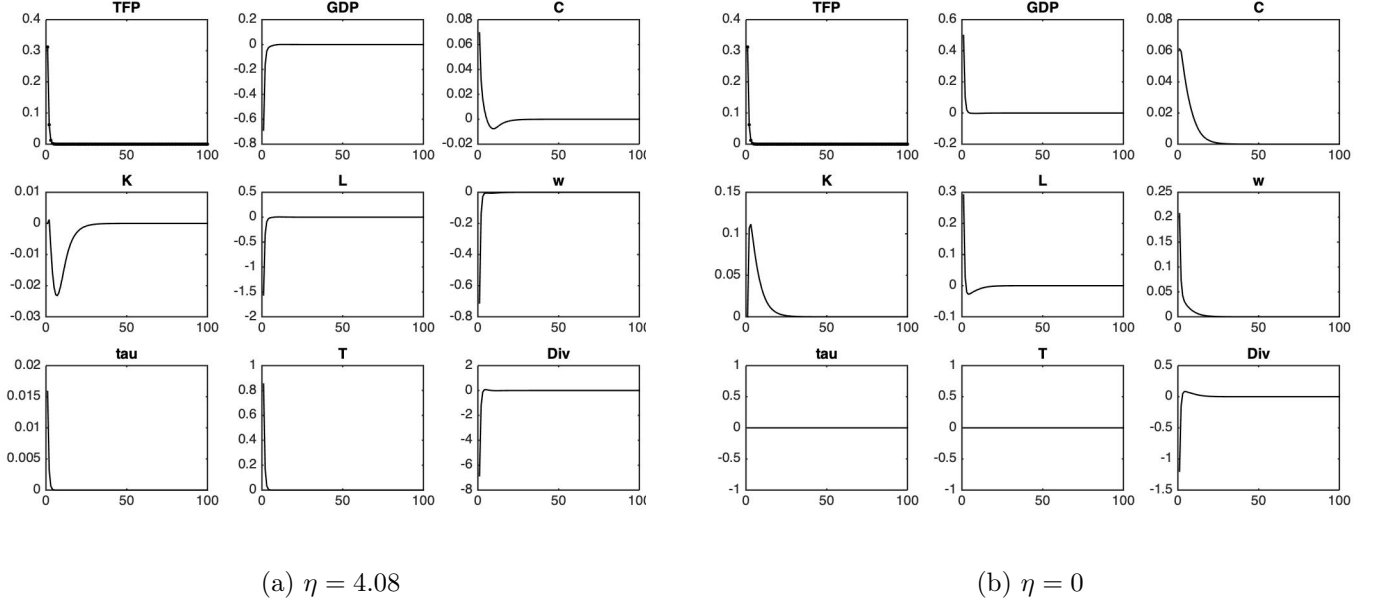 TFP GDP C TFP GDP C
0.4 0.2 0.08 0.4 0.6 0.08
0.3 0 0.06 0.3 0.4 0.06
-0.2 0.04
0.2 -0.4 0.02 0.2 0.2 0.04
0.1 -0.6 0 0.1 0 0.02
0 -0.8 -0.02 0 -0.2 0
0 50 100 0 50 100 0 50 100 0 50 100 0 50 100 0 50 100
K L w K L w
0.01 0.5 0 0.15 0.3 0.25
0 0 -0.2 0.1 0.2 0.2
-0.01 -0.5 -0.4 0.1 0.15
-0.02 -1 -0.6 0.05 0 0.1
-1.5 0.05
-0.03 -2 -0.8 0 -0.1 0
0 50 100 0 50 100 0 50 100 0 50 100 0 50 100 0 50 100
tau T Div tau T Div
0.02 1 2 1 1 0.5
0.015 0.8 0 0.5 0.5 0
0.01 0.6 -2 0 0 -0.5
0.005 0.4 -4 -0.5 -0.5 -1
0.2 -6
0 0 -8 -1 -1 -1.5
0 50 100 0 50 100 0 50 100 0 50 100 0 50 100 0 50 100
(a) η = 4.08 (b) η = 0